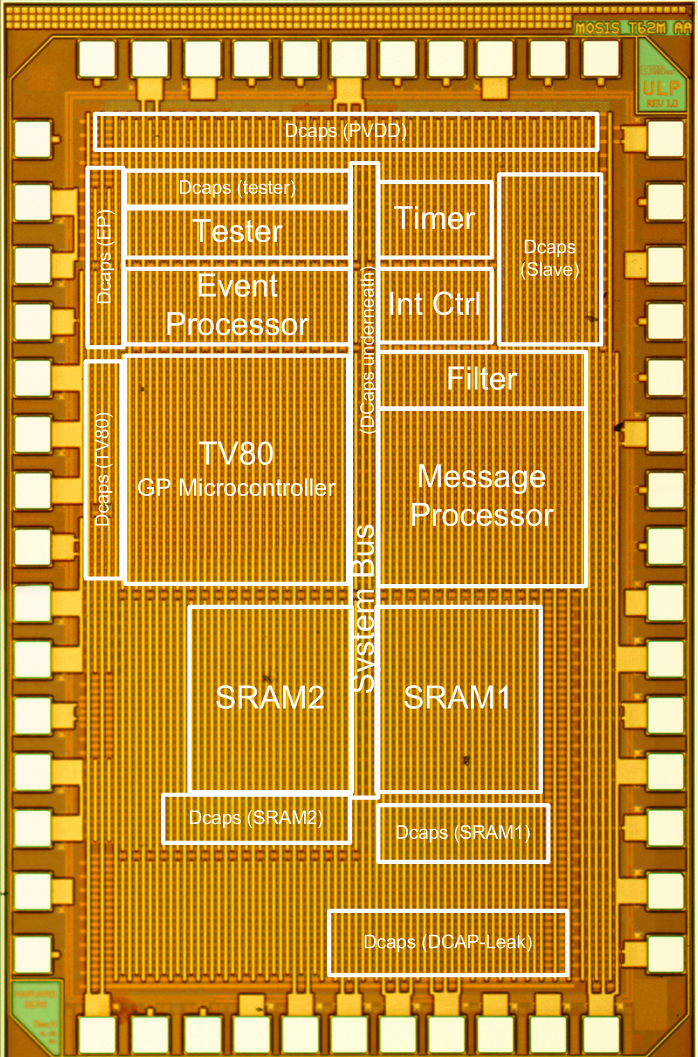 MOSIS T62M AA
ULP
REV 1.0
Dcaps (PVDD)
Dcaps (tester)
Tester
Dcaps (EP)
Event
Processor
Timer
Int Ctrl
Dcaps
(Slave)
(DCaps underneath)
System Bus
Filter
Dcaps (TV80)
TV80
GP Microcontroller
Message
Processor
SRAM2
SRAM1
Dcaps (SRAM2)
Dcaps (SRAM1)
Dcaps (DCAP-Leak)